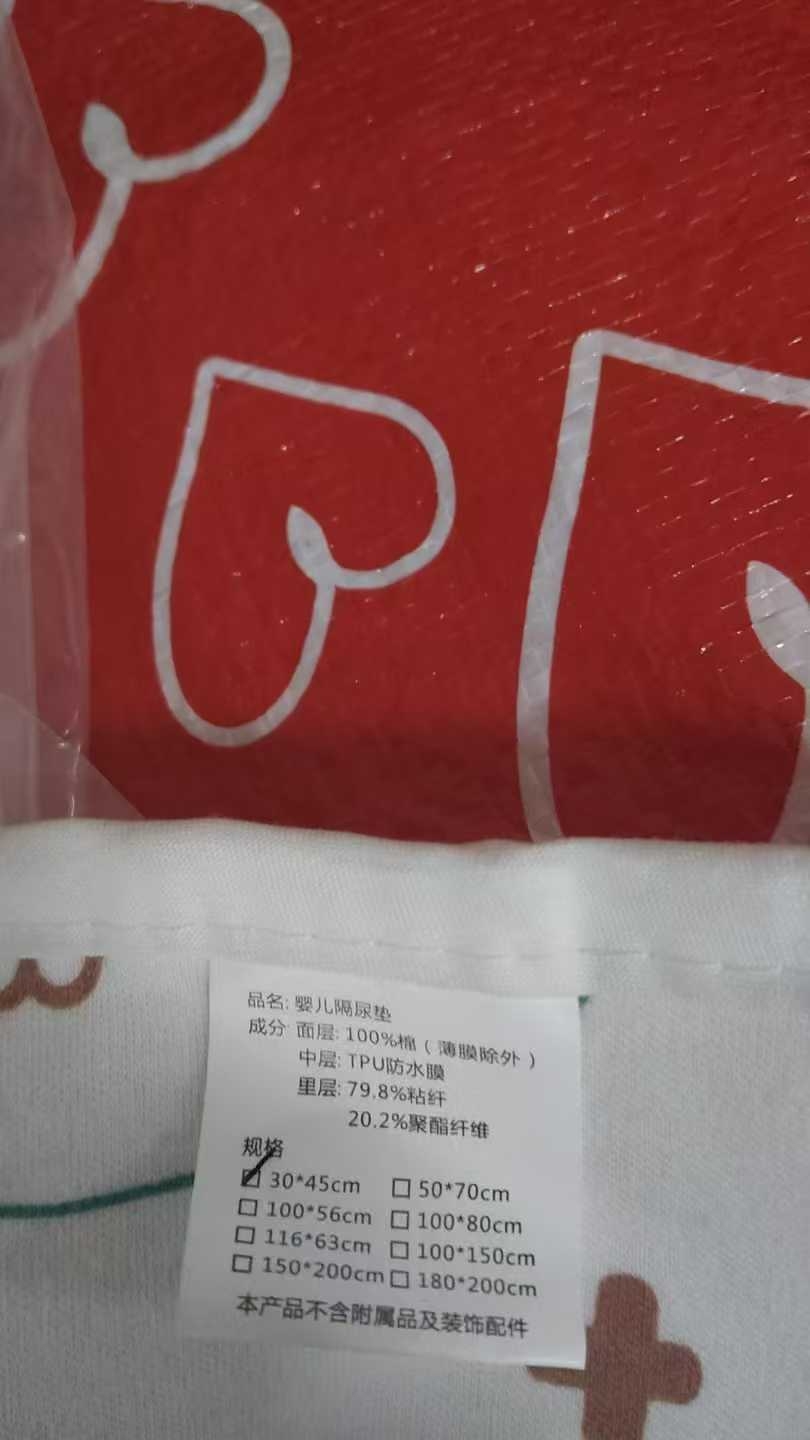 品名: 婴儿隔尿垫
成分 面层: 100%棉 ( 薄膜除外 )
中层: TPU防水膜
里层: 79.8%粘纤
20.2%聚酯纤维
规格
☑ 30*45cm □ 50*70cm
□ 100*56cm □ 100*80cm
□ 116*63cm □ 100*150cm
□ 150*200cm □ 180*200cm
本产品不含附属品及装饰配件